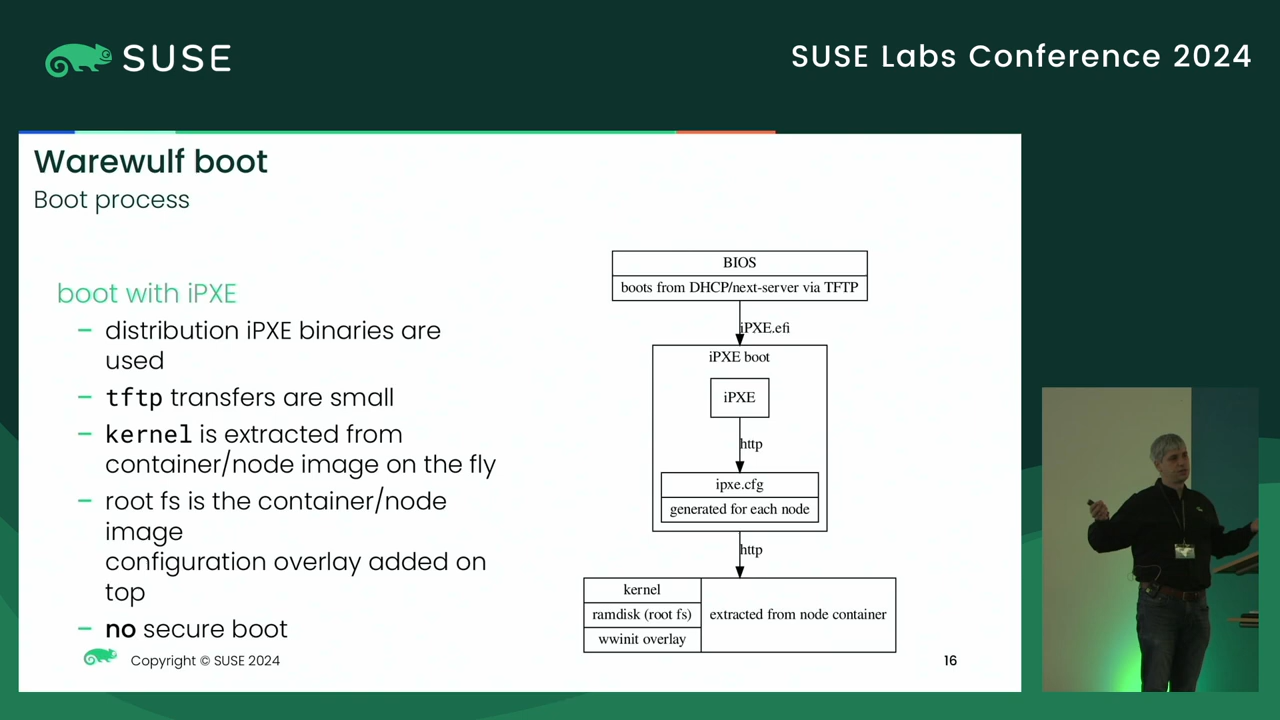 SUSE
SUSE Labs Conference 2024
Warewulf boot
Boot process
boot with iPXE
– distribution iPXE binaries are
used
– tftp transfers are small
– kernel is extracted from
container/node image on the fly
– root fs is the container/node
image
configuration overlay added on
top
– no secure boot
BIOS
boots from DHCP/next-server via TFTP
iPXE.efi
iPXE boot
iPXE
http
ipxe.cfg
generated for each node
http
kernel
ramdisk (root fs)
wwinit overlay
extracted from node container
Copyright © SUSE 2024
16